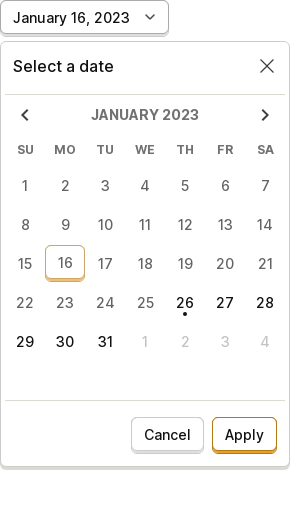 January 16, 2023
Select a date
JANUARY 2023
SU MO TU WE TH FR SA
1 2 3 4 5 6 7
8 9 10 11 12 13 14
15 16 17 18 19 20 21
22 23 24 25 26 27 28
29 30 31 1 2 3 4
Cancel Apply